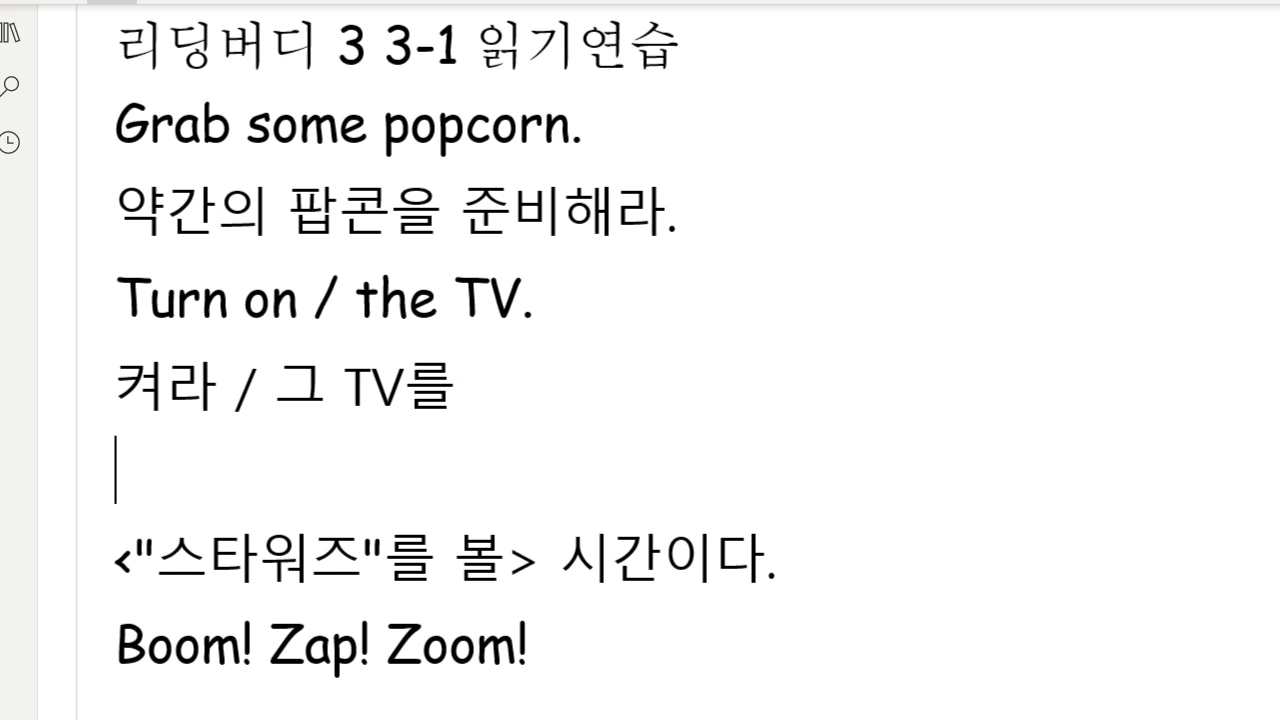 리딩버디 3 3-1 읽기연습
Grab some popcorn.
약간의 팝콘을 준비해라.
Turn on / the TV.
켜라 / 그 TV를
<"스타워즈"를 볼> 시간이다.
Boom! Zap! Zoom!